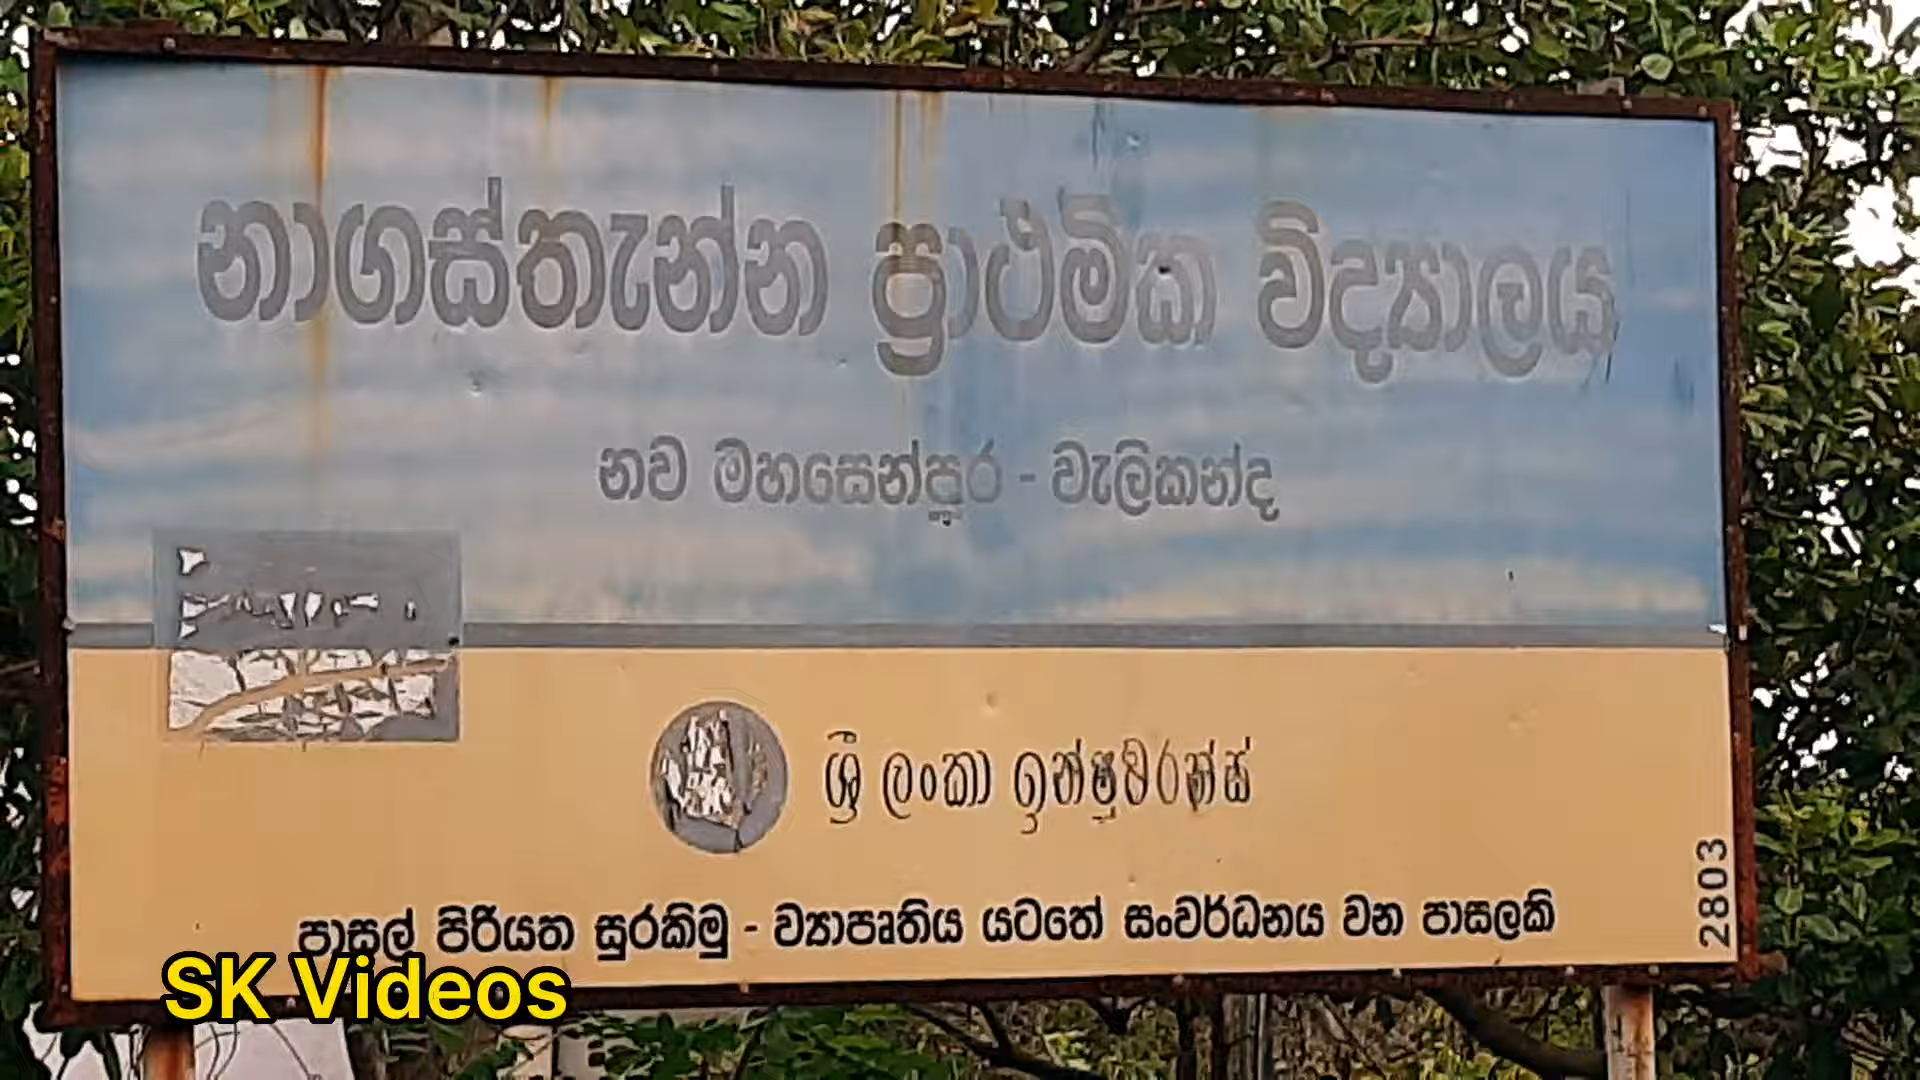 නාගස්තැන්න ප්‍රාථමික විද්‍යාලය
නව මහසෙන්පුර - වැලිකන්ද
ශ්‍රී ලංකා ඉන්ෂුවරන්ස්
2803
පාසල් පිරියත සුරකිමු - ව්‍යාපෘතිය යටතේ සංවර්ධනය වන පාසලකි
SK Videos